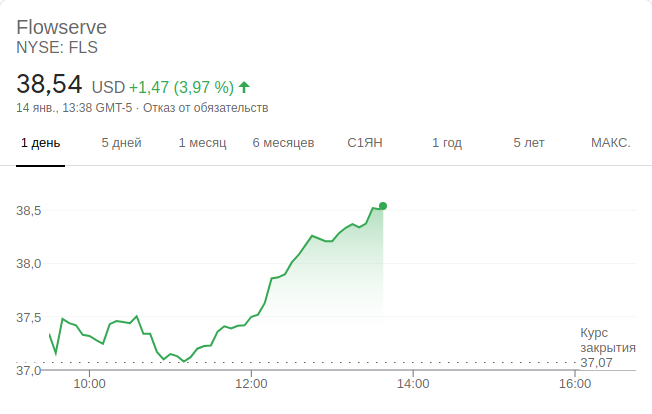 Flowserve
NYSE: FLS
38,54 USD +1,47 (3,97 %)
14 янв., 13:38 GMT-5 · Отказ от обязательств
1 день 5 дней 1 месяц 6 месяцев С1ЯН 1 год 5 лет МАКС.
38,5
38,0
37,5
37,0
Курс
закрытия
37,07
10:00 12:00 14:00 16:00